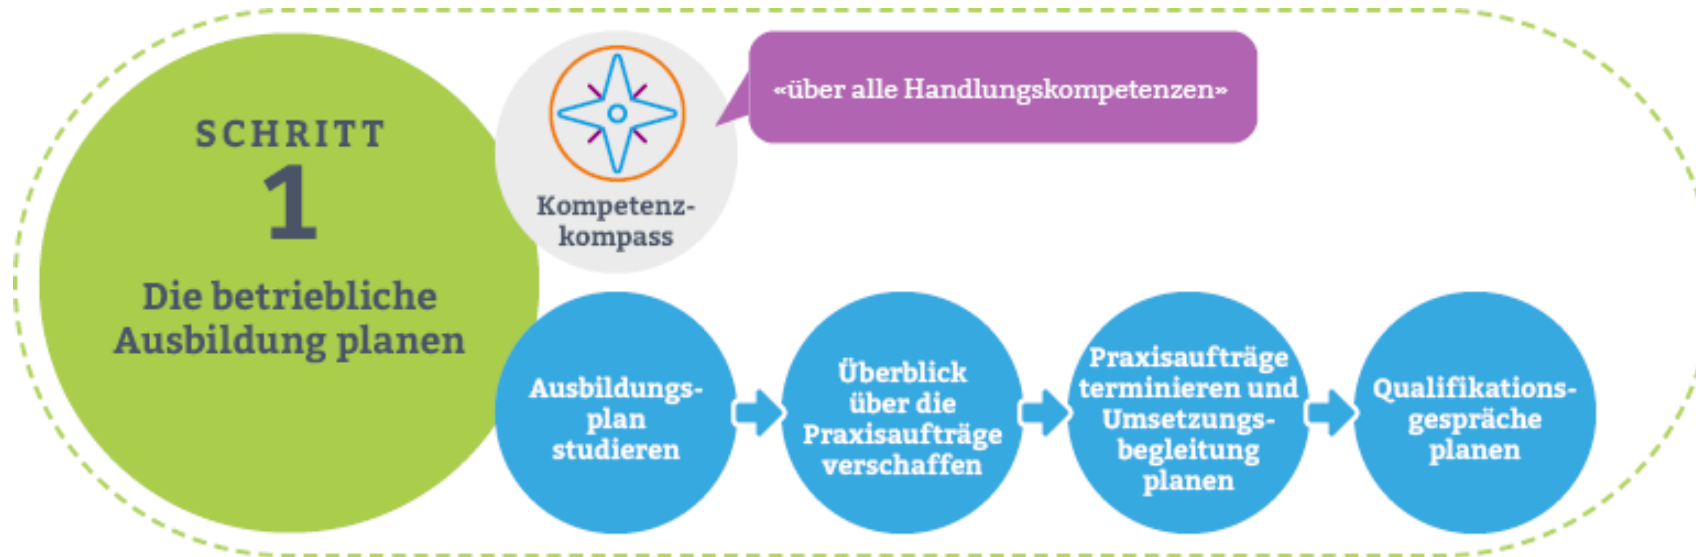 SCHRITT
1
Die betriebliche
Ausbildung planen
Kompetenz-
kompass
«über alle Handlungskompetenzen»
Ausbildungs-
plan
studieren
Überblick
über die
Praxisaufträge
verschaffen
Praxisaufträge
terminieren und
Umsetzungs-
begleitung
planen
Qualifikations-
gespräche
planen